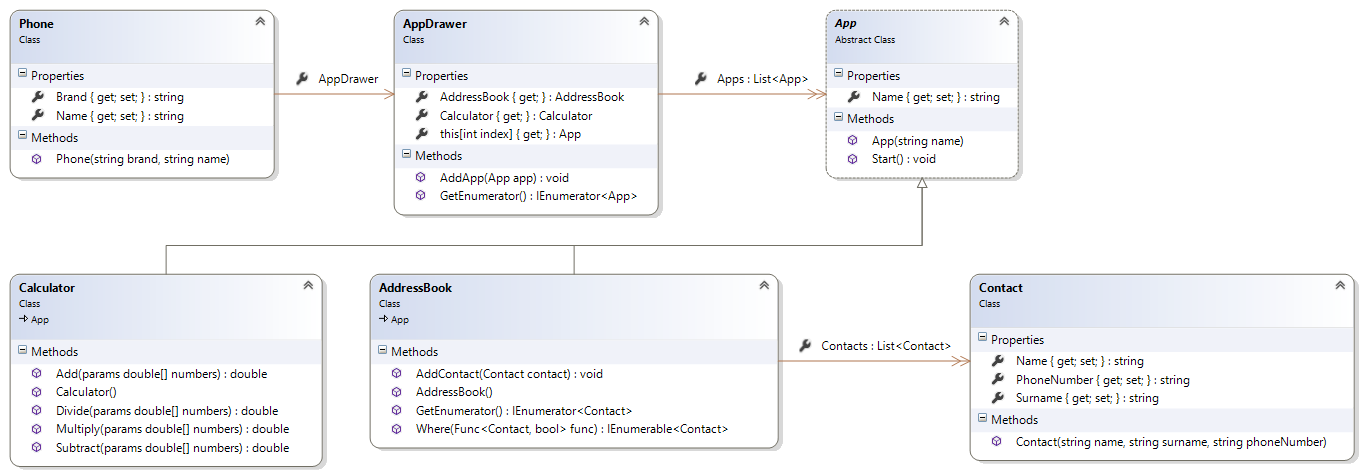 Phone
Class
Properties
Brand { get; set; } : string
Name { get; set; } : string
Methods
Phone(string brand, string name)
AppDrawer
AppDrawer
Class
Properties
AddressBook { get; } : AddressBook
Calculator { get; } : Calculator
this[int index] { get; } : App
Methods
AddApp(App app) : void
GetEnumerator() : IEnumerator<App>
Apps : List<App>
App
Abstract Class
Properties
Name { get; set; } : string
Methods
App(string name)
Start() : void
Calculator
Class
App
Methods
Add(params double[] numbers) : double
Calculator()
Divide(params double[] numbers) : double
Multiply(params double[] numbers) : double
Subtract(params double[] numbers) : double
AddressBook
Class
App
Methods
AddContact(Contact contact) : void
AddressBook()
GetEnumerator() : IEnumerator<Contact>
Where(Func<Contact, bool> func) : IEnumerable<Contact>
Contacts : List<Contact>
Contact
Class
Properties
Name { get; set; } : string
PhoneNumber { get; set; } : string
Surname { get; set; } : string
Methods
Contact(string name, string surname, string phoneNumber)